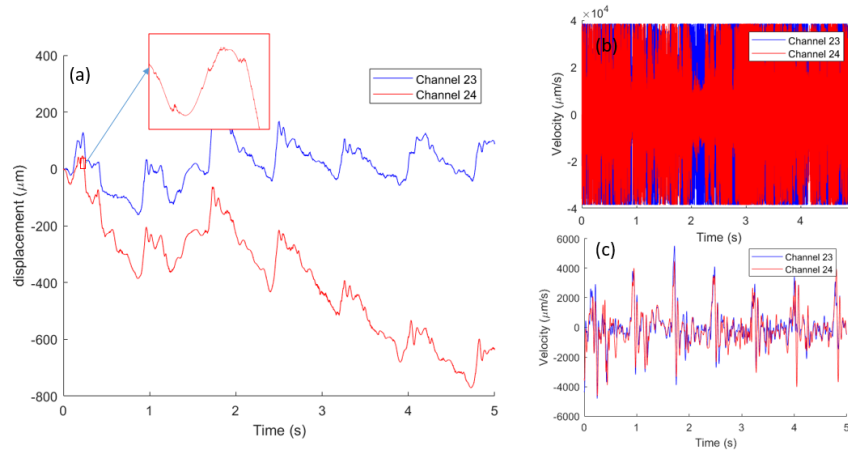 (a)
400
200
0
-200
-400
-600
-800
0 1 2 3 4 5
displacement (μm)
Time (s)
Channel 23
Channel 24
(b)
×10⁴
4
2
0
-2
-4
0 1 2 3 4 5
Velocity (μm/s)
Time (s)
Channel 23
Channel 24
(c)
6000
4000
2000
0
-2000
-4000
-6000
0 1 2 3 4 5
Velocity (μm/s)
Time (s)
Channel 23
Channel 24